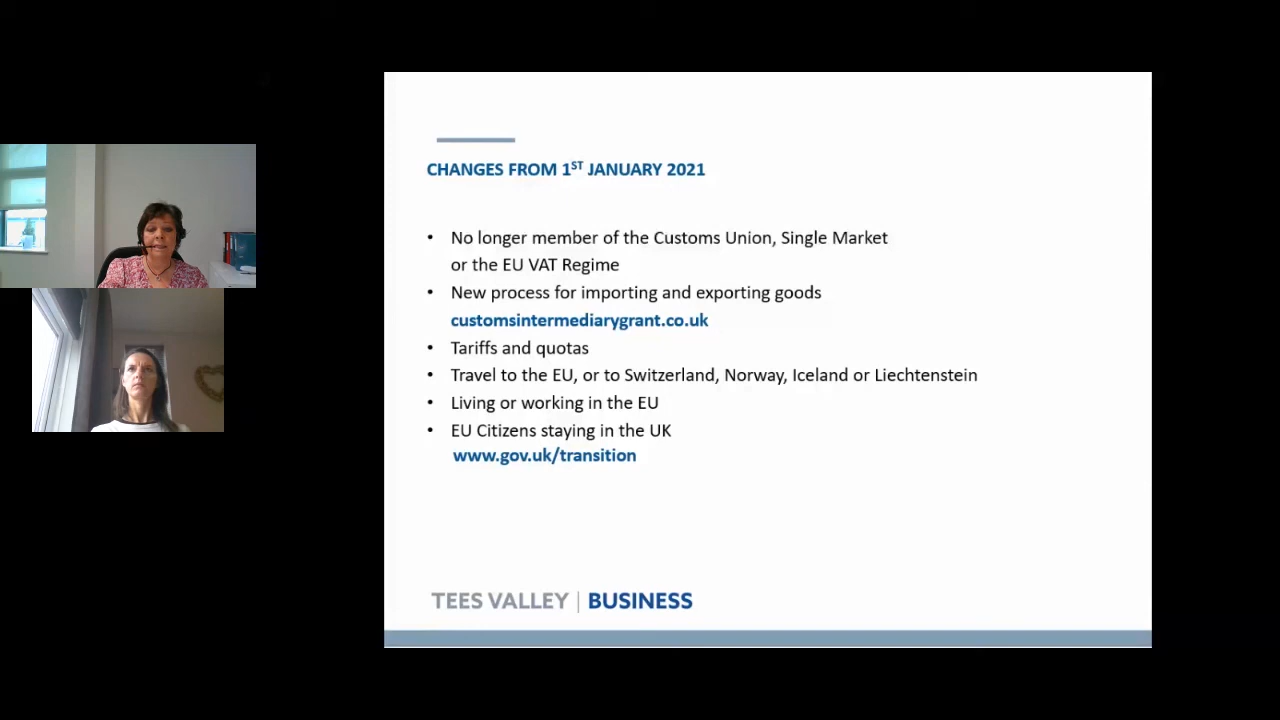 CHANGES FROM 1ST JANUARY 2021
• No longer member of the Customs Union, Single Market
or the EU VAT Regime
• New process for importing and exporting goods
customsintermediarygrant.co.uk
• Tariffs and quotas
• Travel to the EU, or to Switzerland, Norway, Iceland or Liechtenstein
• Living or working in the EU
• EU Citizens staying in the UK
www.gov.uk/transition
TEES VALLEY | BUSINESS